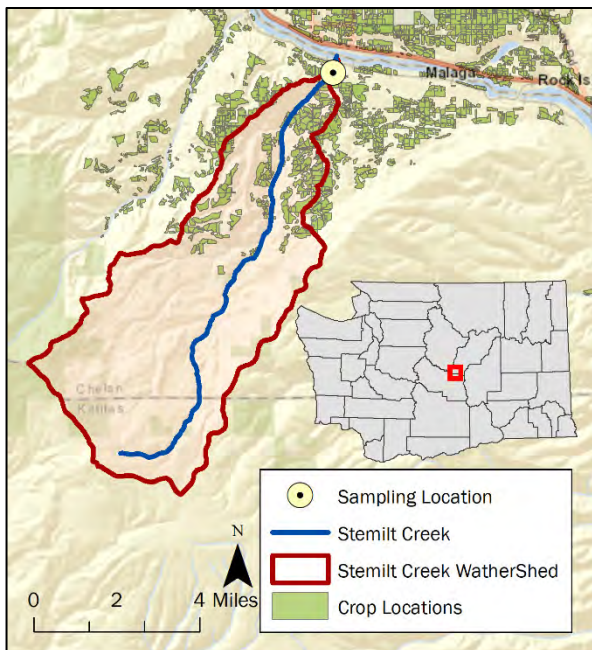 Malaga
Rock Is
Chelan
Kittitas
Sampling Location
Stemilt Creek
Stemilt Creek WatherShed
Crop Locations
N
0 2 4 Miles